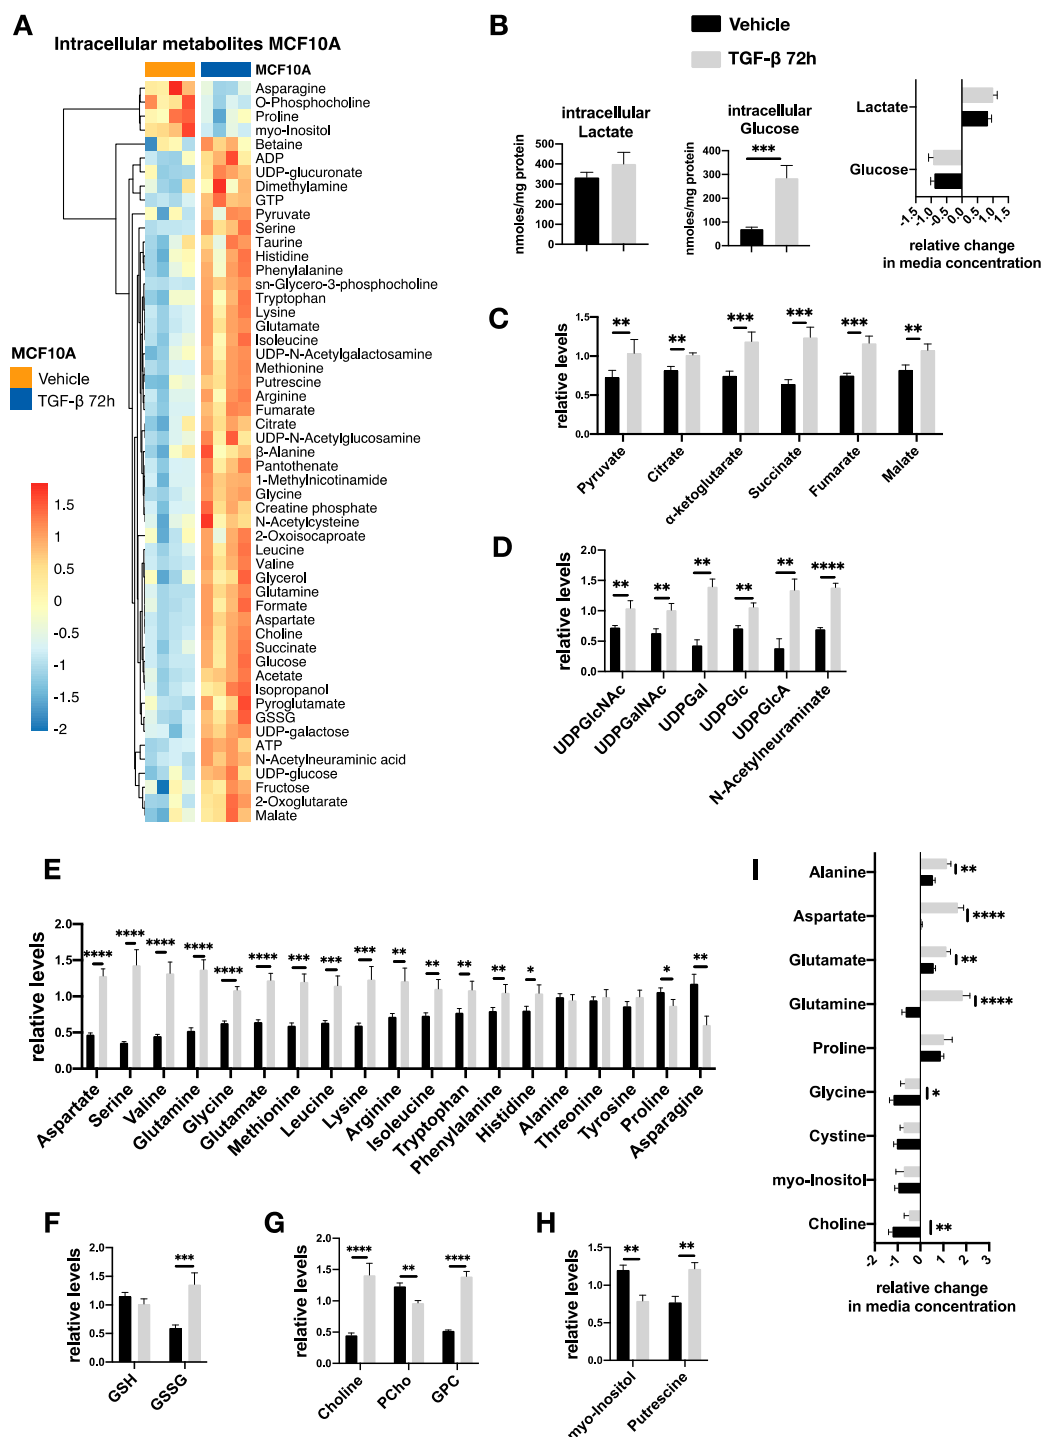 A
Intracellular metabolites MCF10A
MCF10A
Asparagine
O-Phosphocholine
Proline
myo-Inositol
Betaine
ADP
UDP-glucuronate
Dimethylamine
GTP
Pyruvate
Serine
Taurine
Histidine
Phenylalanine
sn-Glycero-3-phosphocholine
Tryptophan
Lysine
Glutamate
Isoleucine
UDP-N-Acetylgalactosamine
Methionine
Putrescine
Arginine
Fumarate
Citrate
UDP-N-Acetylglucosamine
β-Alanine
Pantothenate
1-Methylnicotinamide
Glycine
Creatine phosphate
N-Acetylcysteine
2-Oxoisocaproate
Leucine
Valine
Glycerol
Glutamine
Formate
Aspartate
Choline
Succinate
Glucose
Acetate
Isopropanol
Pyroglutamate
GSSG
UDP-galactose
ATP
N-Acetylneuraminic acid
UDP-glucose
Fructose
2-Oxoglutarate
Malate
MCF10A
Vehicle
TGF-β 72h
1
0.5
0
-0.5
-1
-1.5
-2
B
Vehicle
TGF-β 72h
intracellular
Lactate
nmoles/mg protein
500
400
300
200
100
0
intracellular
Glucose
***
nmoles/mg protein
400
300
200
100
0
Lactate
Glucose
-1.5
-1.0
-0.5
0.0
0.5
1.0
1.5
relative change
in media concentration
C
relative levels
1.5
1.0
0.5
0.0
** ** *** *** *** **
Pyruvate
Citrate
α-ketoglutarate
Succinate
Fumarate
Malate
D
relative levels
2.0
1.5
1.0
0.5
0.0
** ** ** ** ** ****
UDPGlcNAc
UDPGalNAc
UDPGal
UDPGlc
UDPGlcA
N-Acetylneuraminate
E
relative levels
2.0
1.5
1.0
0.5
0.0
**** **** **** **** **** **** *** *** *** ** ** ** ** * * **
Aspartate
Serine
Valine
Glutamine
Glycine
Glutamate
Methionine
Leucine
Lysine
Arginine
Isoleucine
Tryptophan
Phenylalanine
Histidine
Alanine
Threonine
Tyrosine
Proline
Asparagine
F
relative levels
2.0
1.5
1.0
0.5
0.0
***
GSH
GSSG
G
relative levels
2.0
1.5
1.0
0.5
0.0
**** ** ****
Choline
PCho
GPC
H
relative levels
1.5
1.0
0.5
0.0
** **
myo-Inositol
Putrescine
I
Alanine **
Aspartate ****
Glutamate **
Glutamine ****
Proline
Glycine *
Cystine
myo-Inositol
Choline **
-2 -1 0 1 2 3
relative change
in media concentration